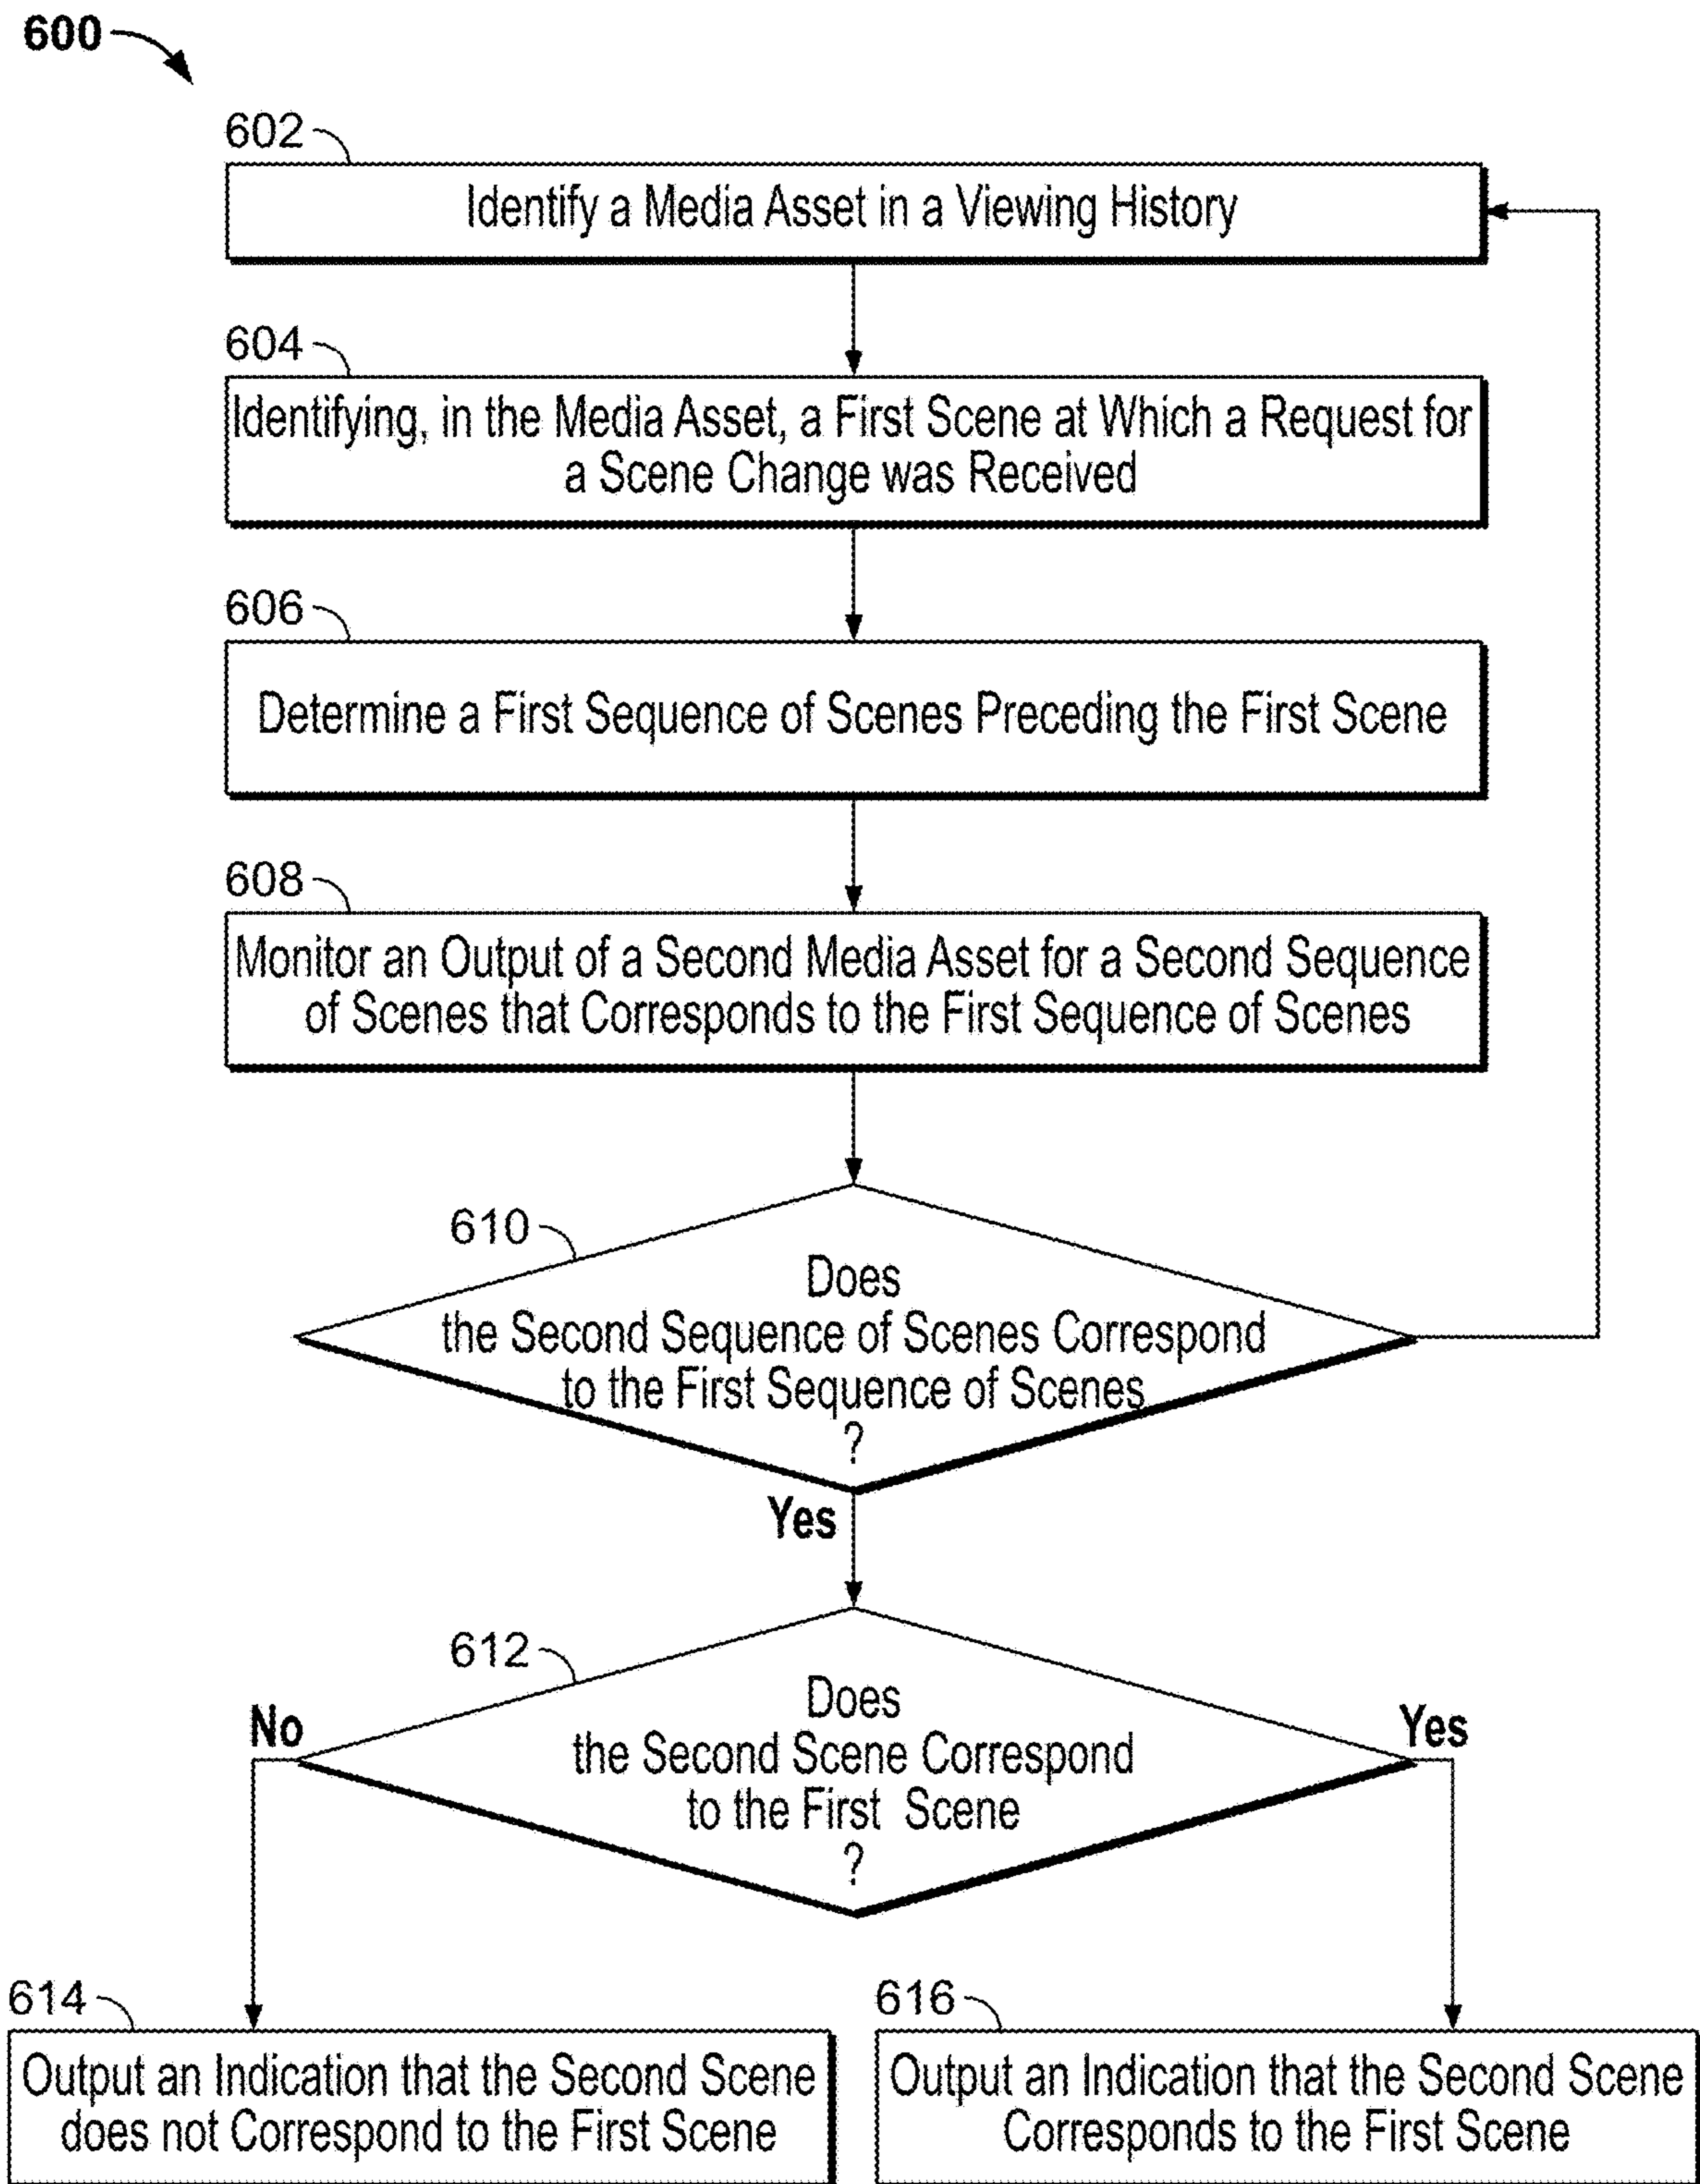 600
602
Identify a Media Asset in a Viewing History
604
Identifying, in the Media Asset, a First Scene at Which a Request for
a Scene Change was Received
606
Determine a First Sequence of Scenes Preceding the First Scene
608
Monitor an Output of a Second Media Asset for a Second Sequence
of Scenes that Corresponds to the First Sequence of Scenes
610
Does
the Second Sequence of Scenes Correspond
to the First Sequence of Scenes
?
Yes
612
Does
the Second Scene Correspond
to the First Scene
?
No
Yes
614
Output an Indication that the Second Scene
does not Correspond to the First Scene
616
Output an Indication that the Second Scene
Corresponds to the First Scene